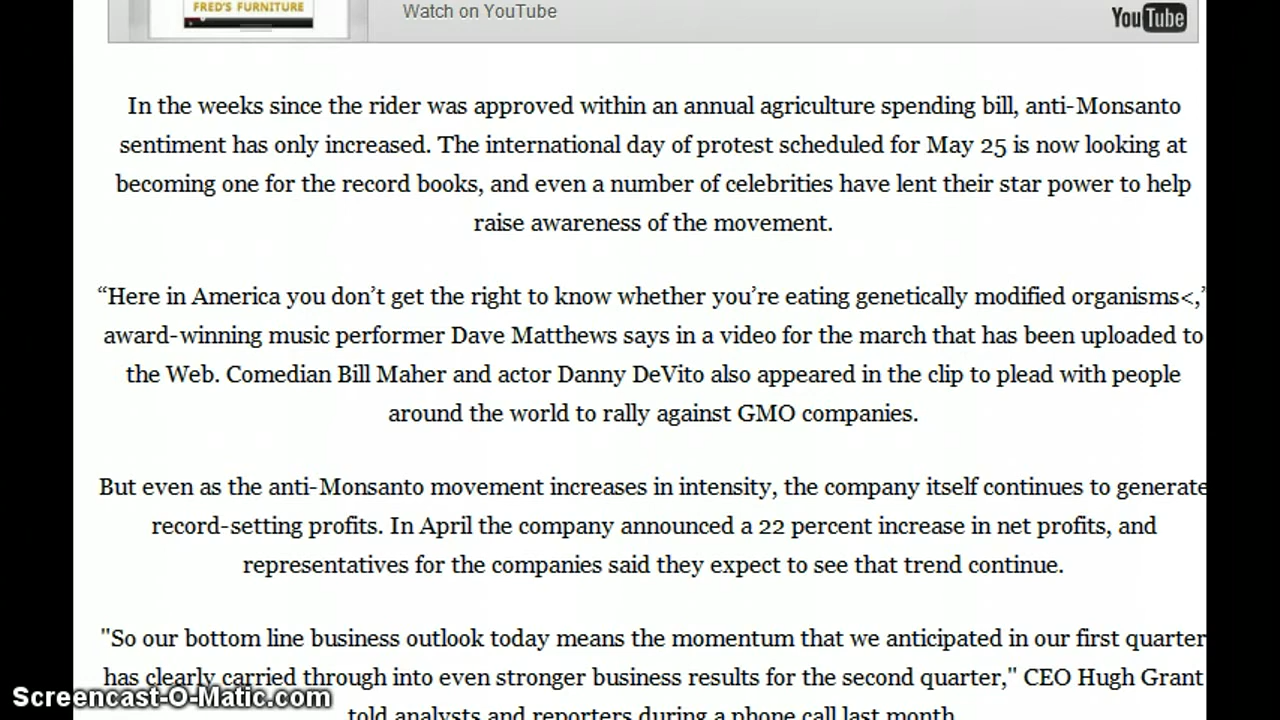 FRED'S FURNITURE
Watch on YouTube
YouTube
In the weeks since the rider was approved within an annual agriculture spending bill, anti-Monsanto
sentiment has only increased. The international day of protest scheduled for May 25 is now looking at
becoming one for the record books, and even a number of celebrities have lent their star power to help
raise awareness of the movement.
“Here in America you don’t get the right to know whether you’re eating genetically modified organisms<,’
award-winning music performer Dave Matthews says in a video for the march that has been uploaded to
the Web. Comedian Bill Maher and actor Danny DeVito also appeared in the clip to plead with people
around the world to rally against GMO companies.
But even as the anti-Monsanto movement increases in intensity, the company itself continues to generate
record-setting profits. In April the company announced a 22 percent increase in net profits, and
representatives for the companies said they expect to see that trend continue.
"So our bottom line business outlook today means the momentum that we anticipated in our first quarter
has clearly carried through into even stronger business results for the second quarter," CEO Hugh Grant
told analysts and reporters during a phone call last month.
Screencast-O-Matic.com